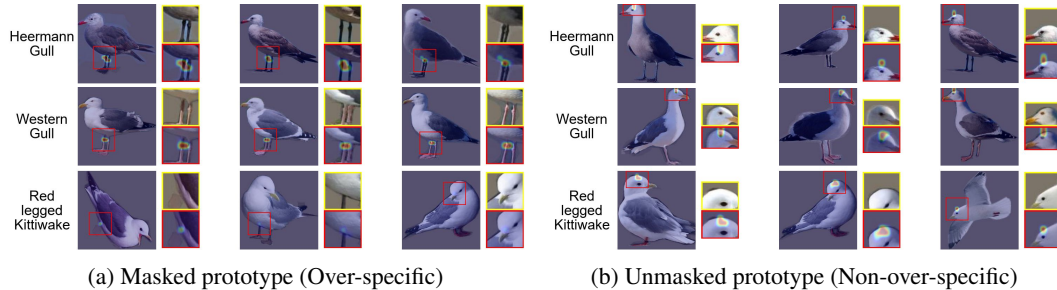 Heermann
Gull
Western
Gull
Red
legged
Kittiwake
(a) Masked prototype (Over-specific)
Heermann
Gull
Western
Gull
Red
legged
Kittiwake
(b) Unmasked prototype (Non-over-specific)